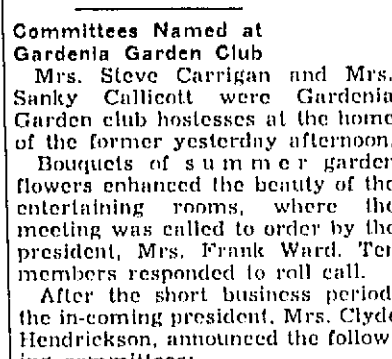 Committees Named at
Gardenia Garden Club
Mrs. Steve Carrigan and Mrs.
Sanky Callicott were Gardenia
Garden club hostesses at the home
of the former yesterday afternoon.
Bouquets of summer garden
flowers enhanced the beauty of the
entertaining rooms, where the
meeting was called to order by the
president, Mrs. Frank Ward. Ten
members responded to roll call.
After the short business period
the in-coming president, Mrs. Clyde
Hendrickson, announced the follow-
ing committees: